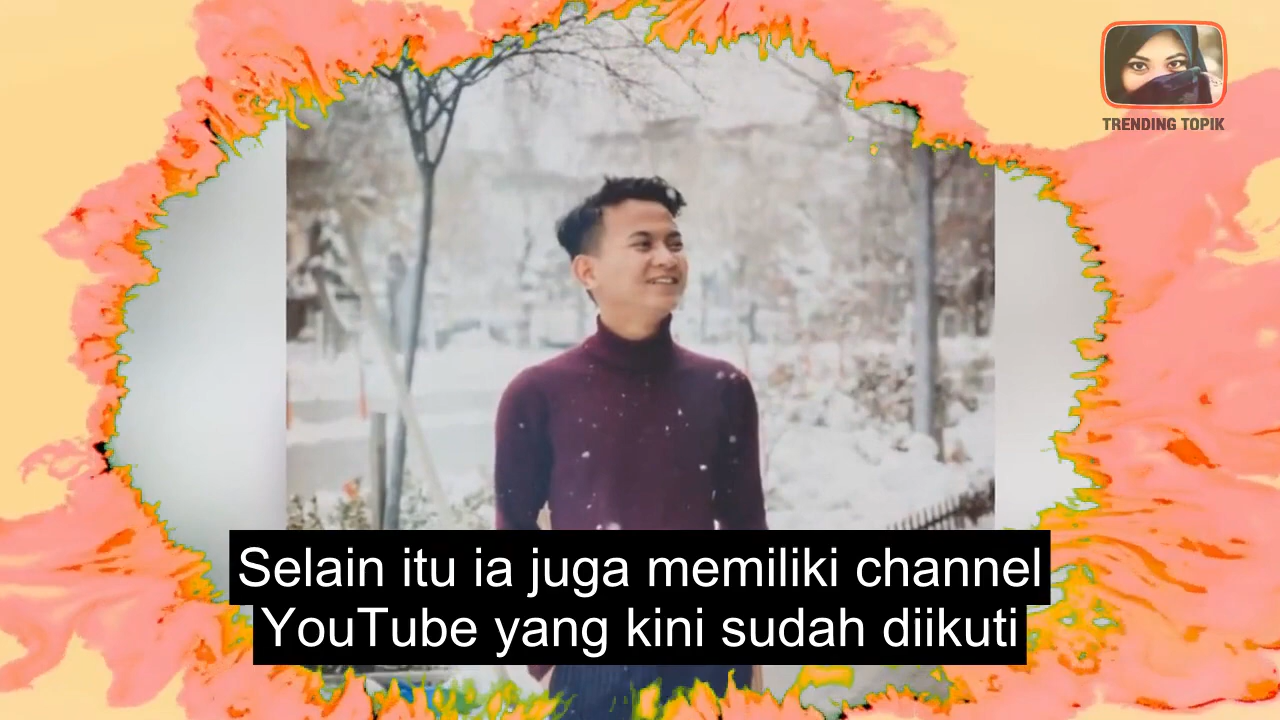 TRENDING TOPIK
Selain itu ia juga memiliki channel
YouTube yang kini sudah diikuti